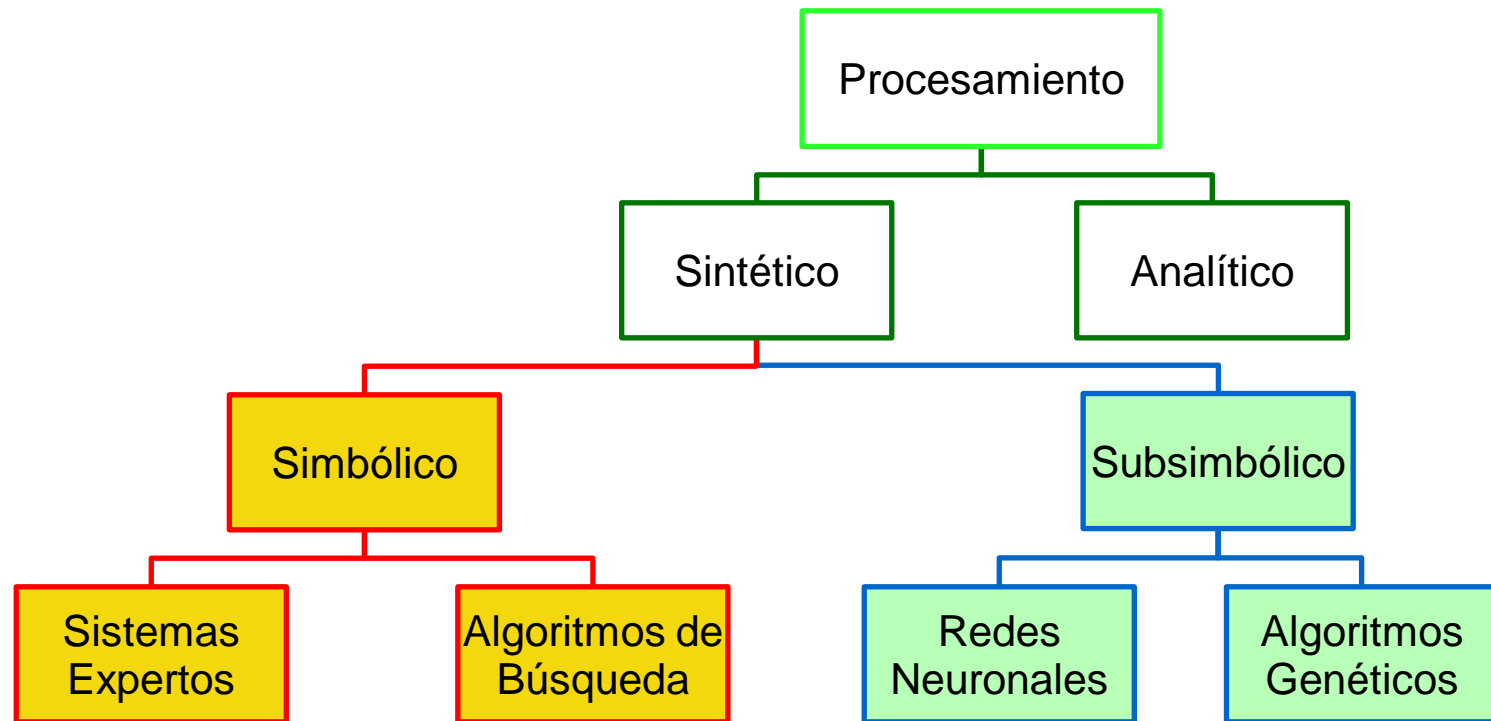 Procesamiento
Sintético
Analítico
Simbólico
Subsimbólico
Sistemas
Expertos
Algoritmos de
Búsqueda
Redes
Neuronales
Algoritmos
Genéticos